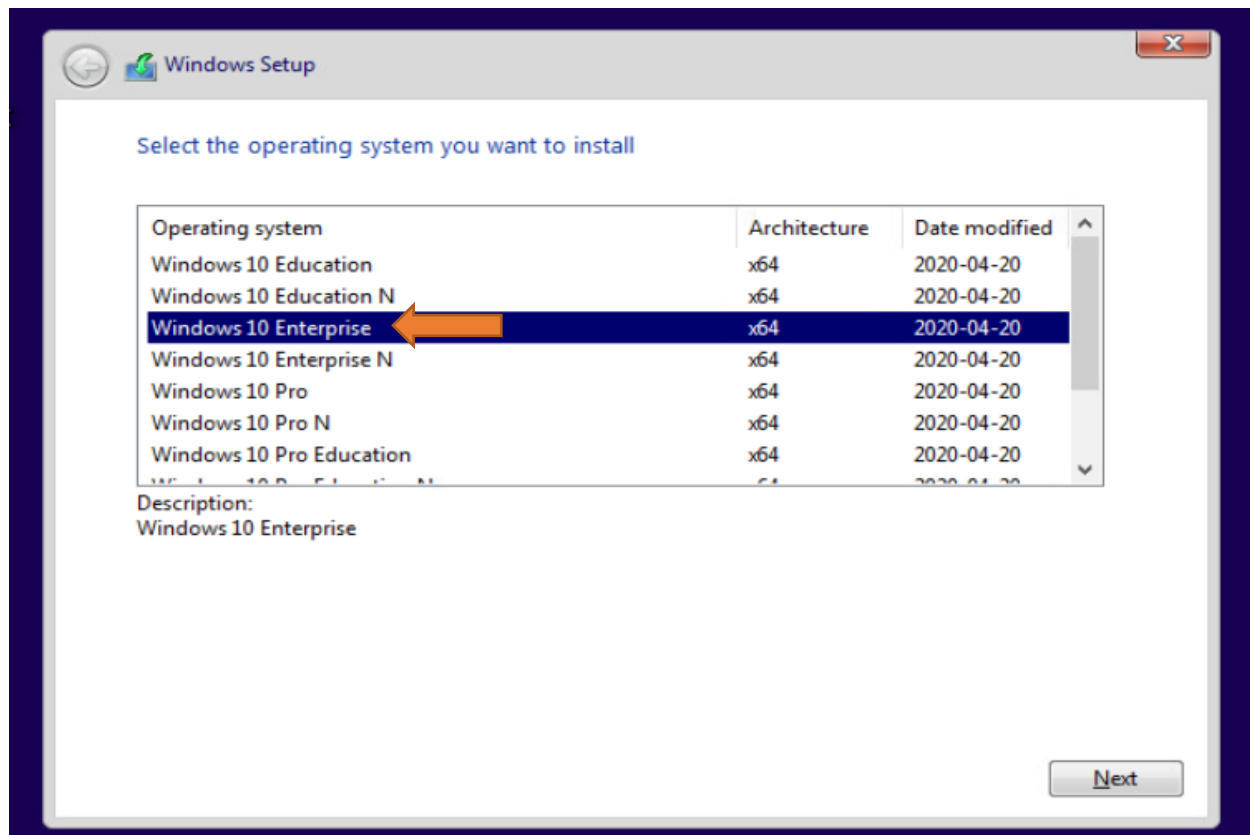 Windows Setup
Select the operating system you want to install
Operating system Architecture Date modified
Windows 10 Education x64 2020-04-20
Windows 10 Education N x64 2020-04-20
Windows 10 Enterprise x64 2020-04-20
Windows 10 Enterprise N x64 2020-04-20
Windows 10 Pro x64 2020-04-20
Windows 10 Pro N x64 2020-04-20
Windows 10 Pro Education x64 2020-04-20
Description:
Windows 10 Enterprise
Next